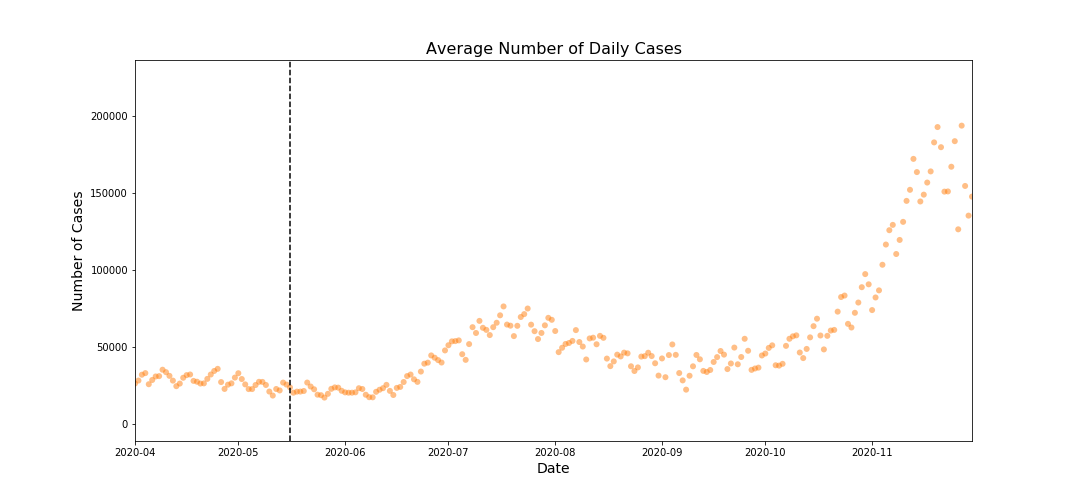 Average Number of Daily Cases
Number of Cases
200000
150000
100000
50000
0
2020-04 2020-05 2020-06 2020-07 2020-08 2020-09 2020-10 2020-11
Date